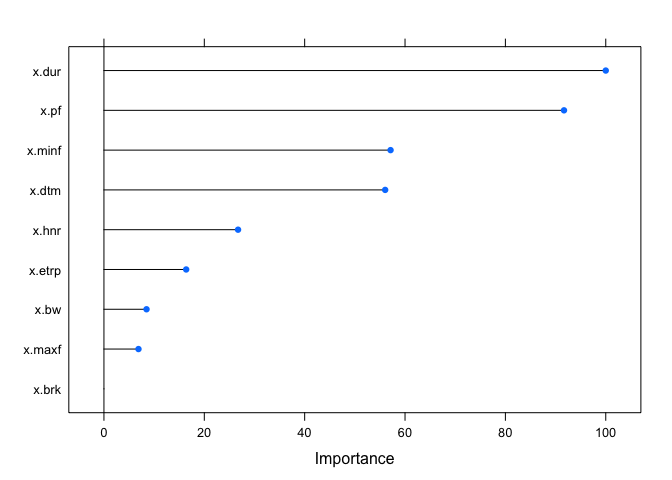 x.dur
x.pf
x.minf
x.dtm
x.hnr
x.etrp
x.bw
x.maxf
x.brk
0 20 40 60 80 100
Importance